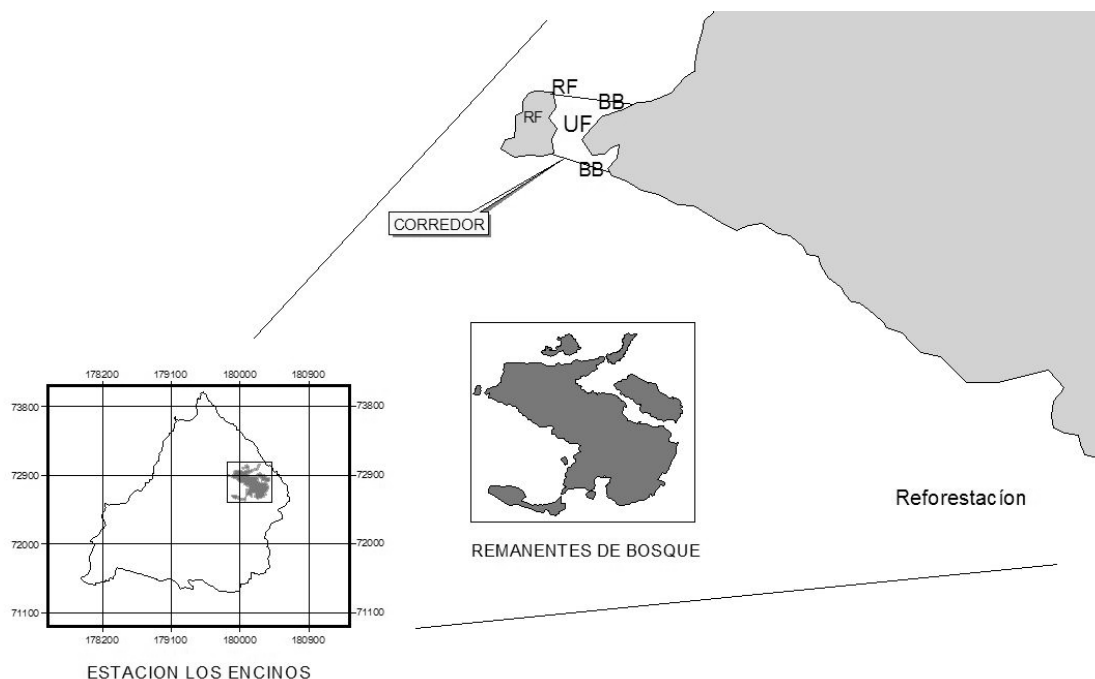 RF
BB
RF
UF
BB
CORREDOR
Reforestacíon
REMANENTES DE BOSQUE
178200 179100 180000 180900
73800 73800
72900 72900
72000 72000
71100 71100
178200 179100 180000 180900
ESTACION LOS ENCINOS